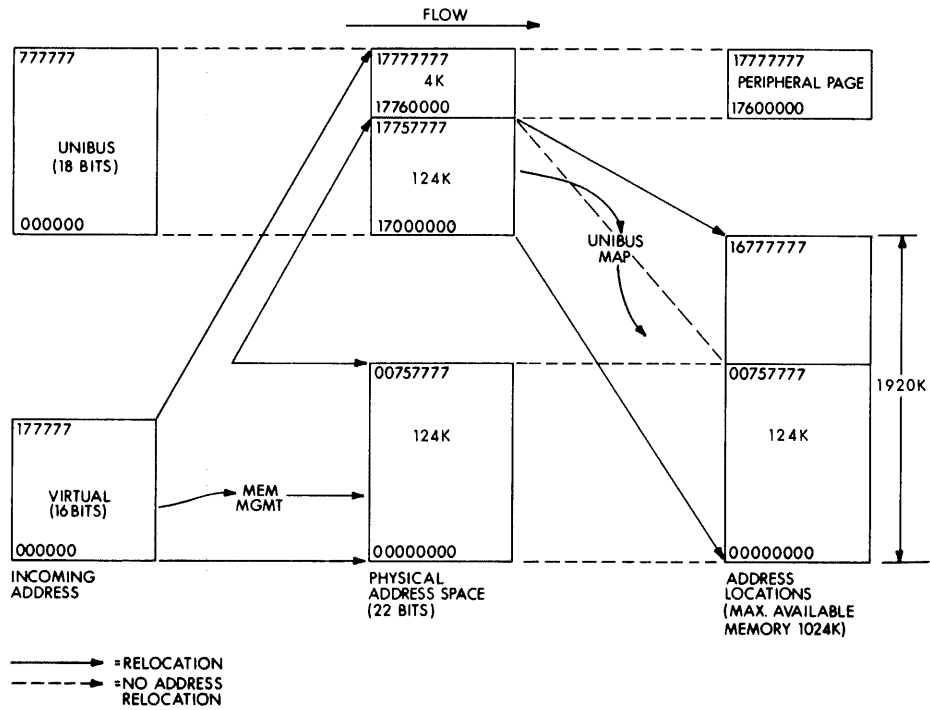 FLOW
777777
UNIBUS
(18 BITS)
000000
17777777
4K
17760000
17757777
124K
17000000
17777777
PERIPHERAL PAGE
17600000
UNIBUS
MAP
16777777
00757777
124K
00000000
1920K
00757777
124K
00000000
177777
VIRTUAL
(16 BITS)
000000
MEM
MGMT
INCOMING
ADDRESS
PHYSICAL
ADDRESS SPACE
(22 BITS)
ADDRESS
LOCATIONS
(MAX. AVAILABLE
MEMORY 1024K)
=RELOCATION
=NO ADDRESS
RELOCATION